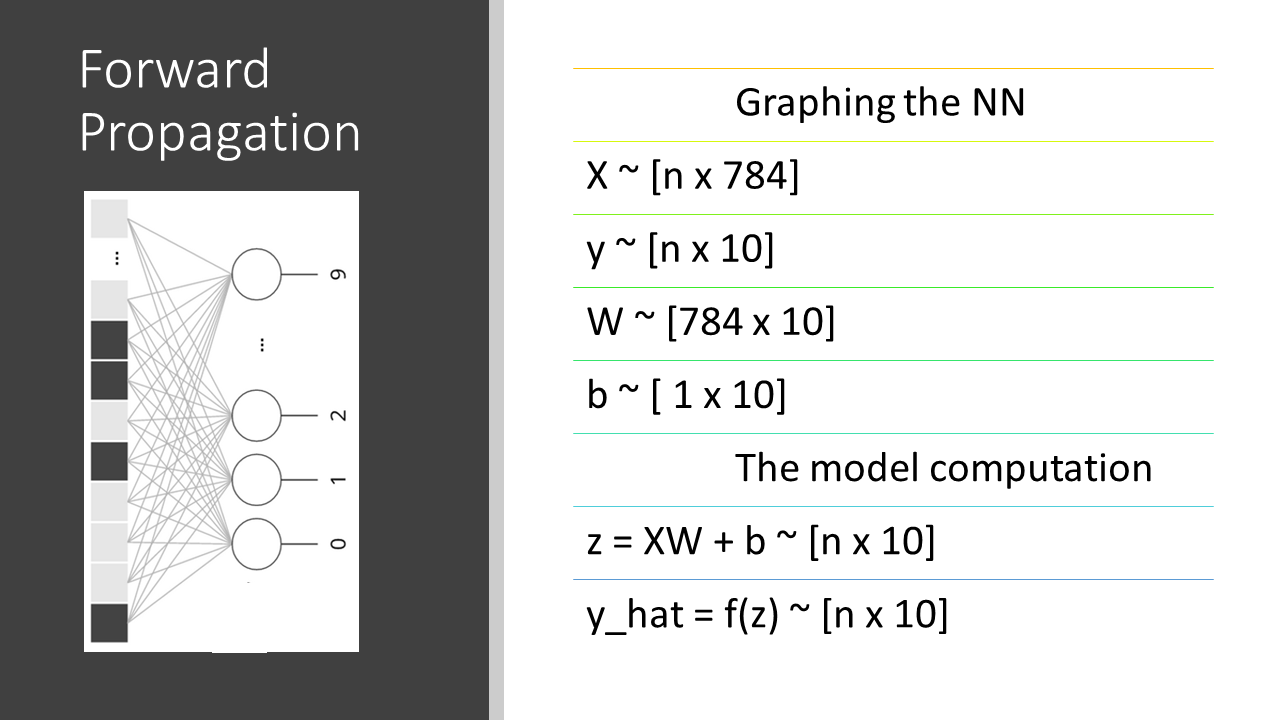 Forward
Propagation
...
9
...
2
1
0
Graphing the NN
X ~ [n x 784]
y ~ [n x 10]
W ~ [784 x 10]
b ~ [ 1 x 10]
The model computation
z = XW + b ~ [n x 10]
y_hat = f(z) ~ [n x 10]